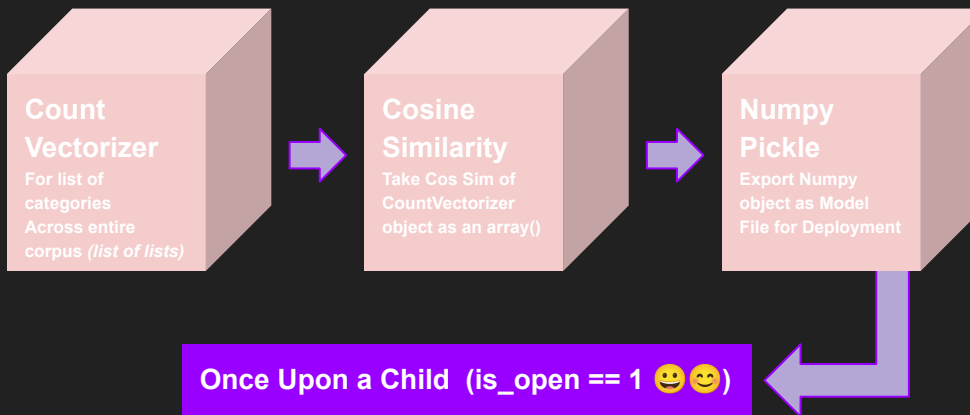 Count
Vectorizer
For list of
categories
Across entire
corpus (list of lists)
Cosine
Similarity
Take Cos Sim of
CountVectorizer
object as an array()
Numpy
Pickle
Export Numpy
object as Model
File for Deployment
Once Upon a Child (is_open == 1 😀😊)